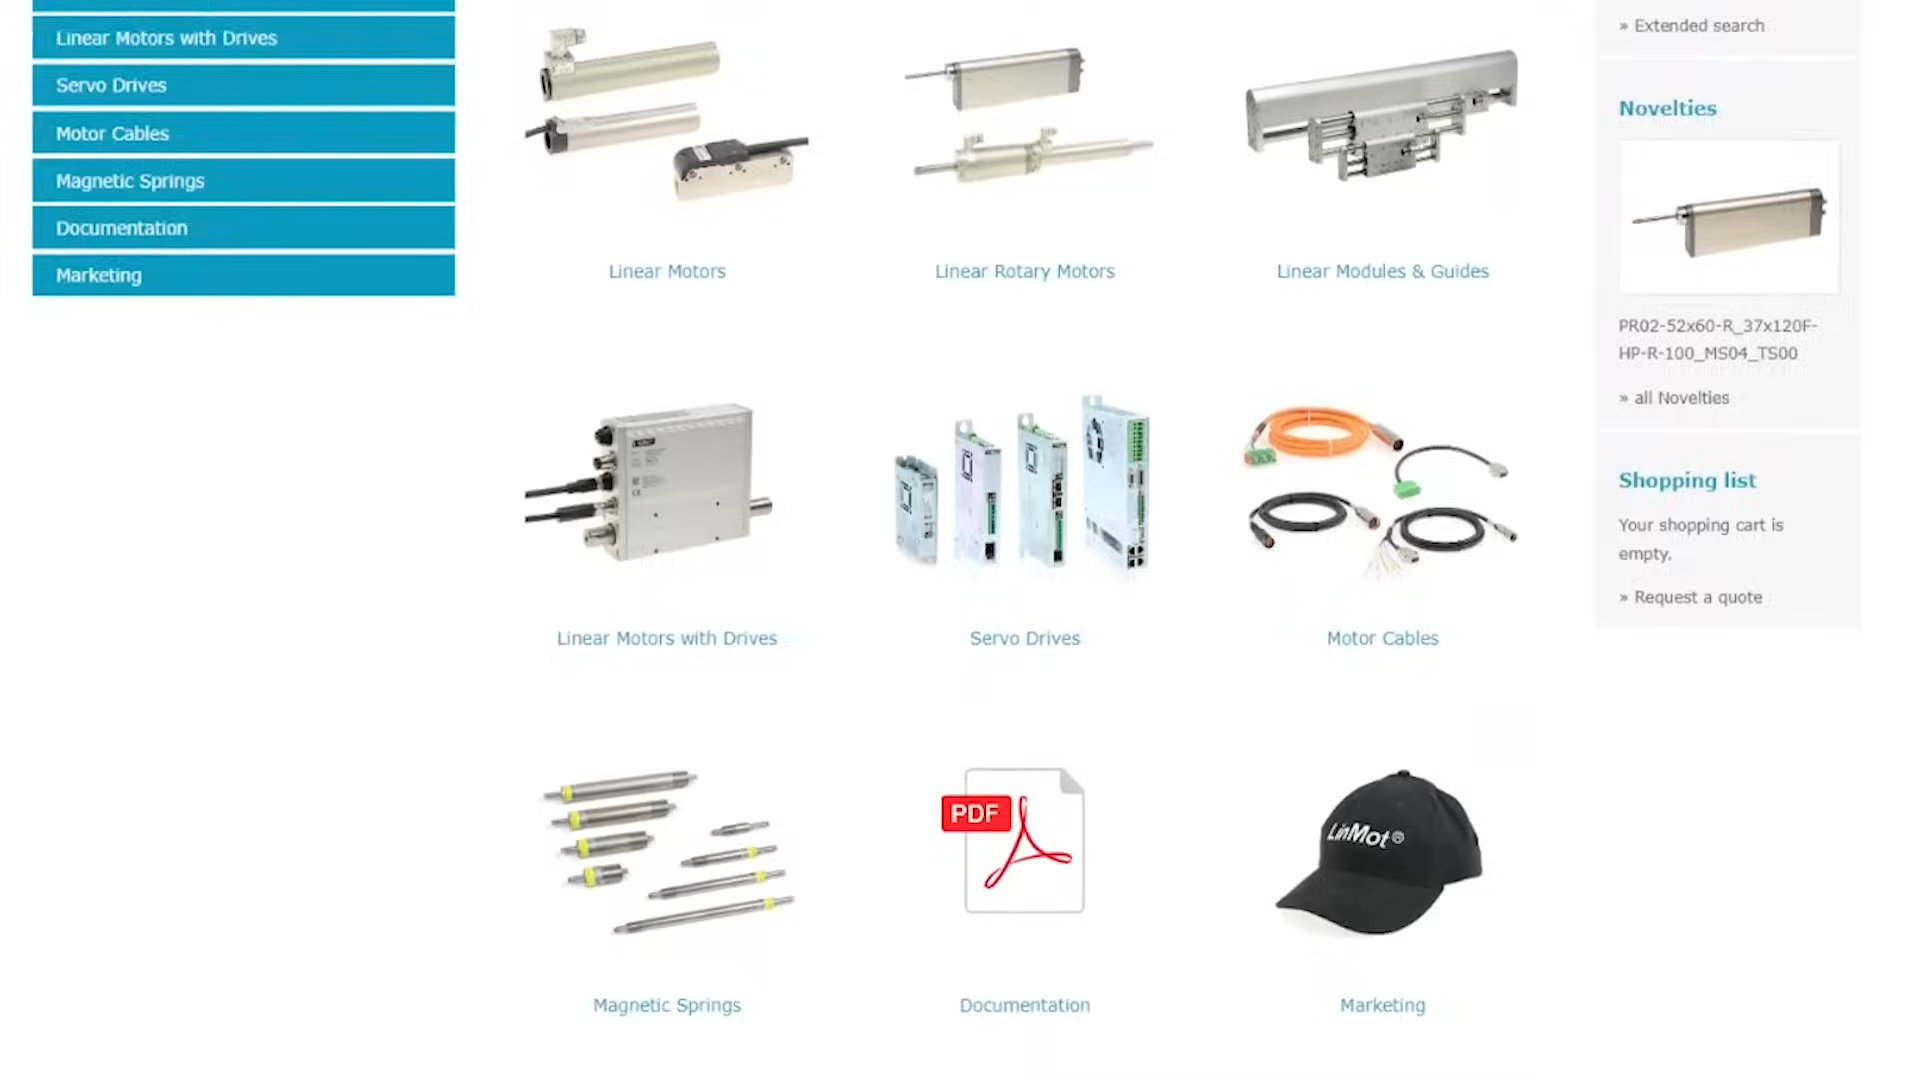 Linear Motors with Drives
Servo Drives
Motor Cables
Magnetic Springs
Documentation
Marketing
Linear Motors
Linear Rotary Motors
Linear Modules & Guides
Linear Motors with Drives
Servo Drives
Motor Cables
PDF
LinMot®
Magnetic Springs
Documentation
Marketing
» Extended search
Novelties
PR02-52x60-R_37x120F-
HP-R-100_MS04_TS00
» all Novelties
Shopping list
Your shopping cart is
empty.
» Request a quote